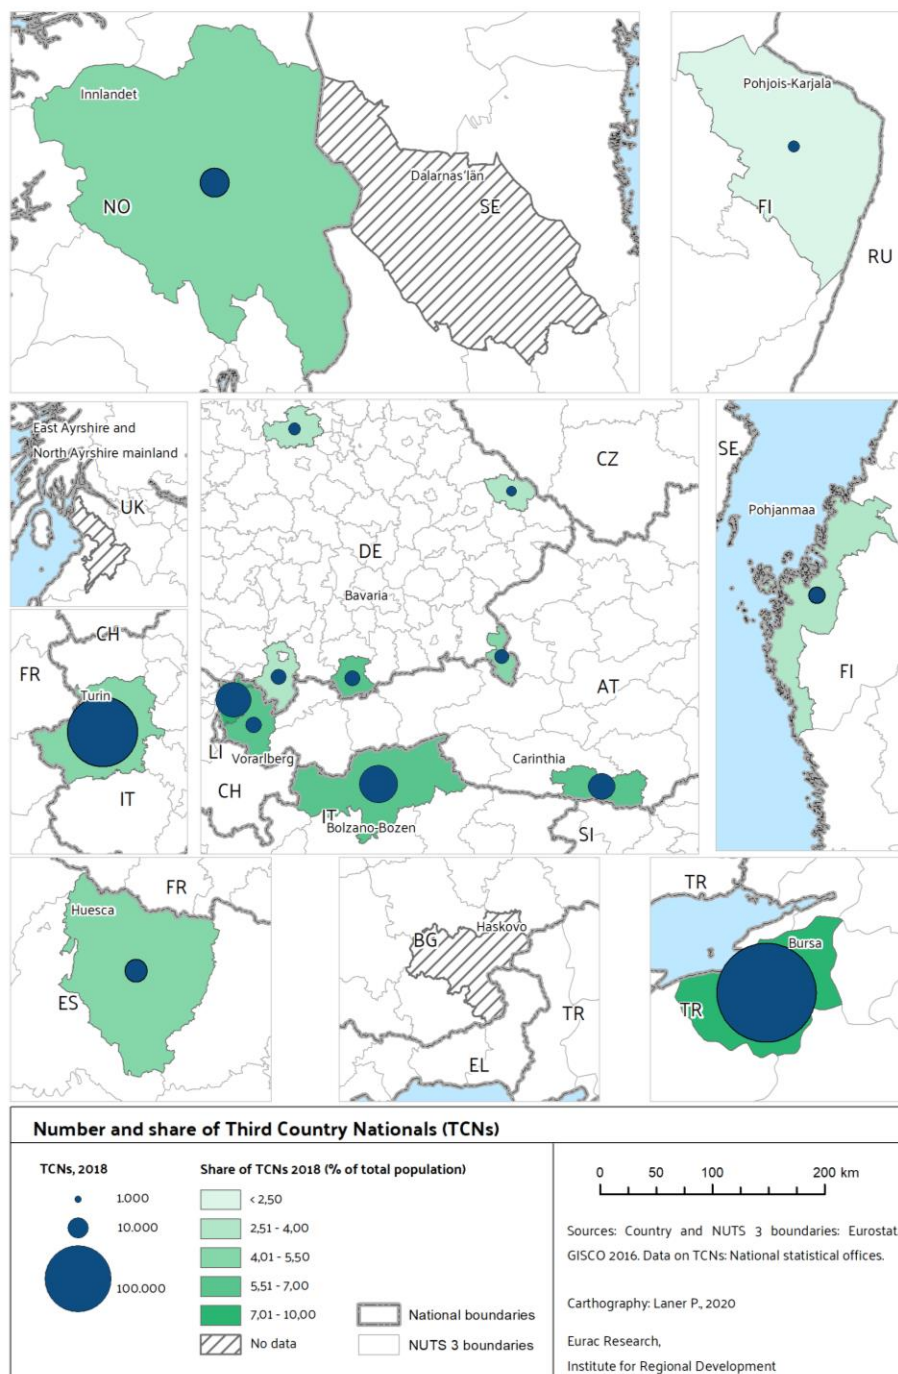 Innlandet
NO
Dalarnas län
SE
Pohjois-Karjala
FI
RU
East Ayrshire and
North Ayrshire mainland
UK
CH
FR
Turin
IT
CZ
DE
Bavaria
AT
LI
Vorarlberg
CH
Carinthia
IT
Bolzano-Bozen
SI
SE
Pohjanmaa
FI
FR
Huesca
ES
BG
Haskovo
TR
EL
TR
Bursa
TR
Number and share of Third Country Nationals (TCNs)
TCNs, 2018
1.000
10.000
100.000
Share of TCNs 2018 (% of total population)
< 2,50
2,51 - 4,00
4,01 - 5,50
5,51 - 7,00
7,01 - 10,00
No data
National boundaries
NUTS 3 boundaries
0 50 100 200 km
Sources: Country and NUTS 3 boundaries: Eurostat
GISCO 2016. Data on TCNs: National statistical offices.
Carthography: Laner P., 2020
Eurac Research,
Institute for Regional Development